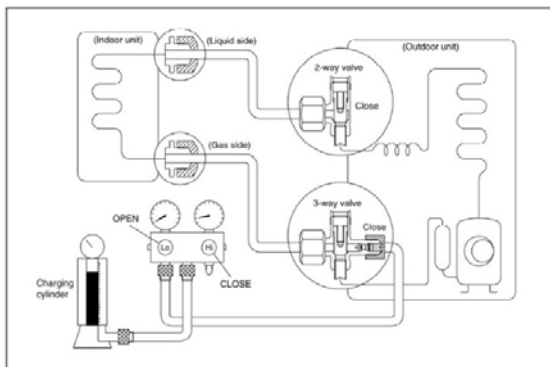 (Indoor unit)
(Liquid side)
(Outdoor unit)
2-way valve
Close
(Gas side)
3-way valve
Close
OPEN
Lo
Hi
CLOSE
Charging
cylinder